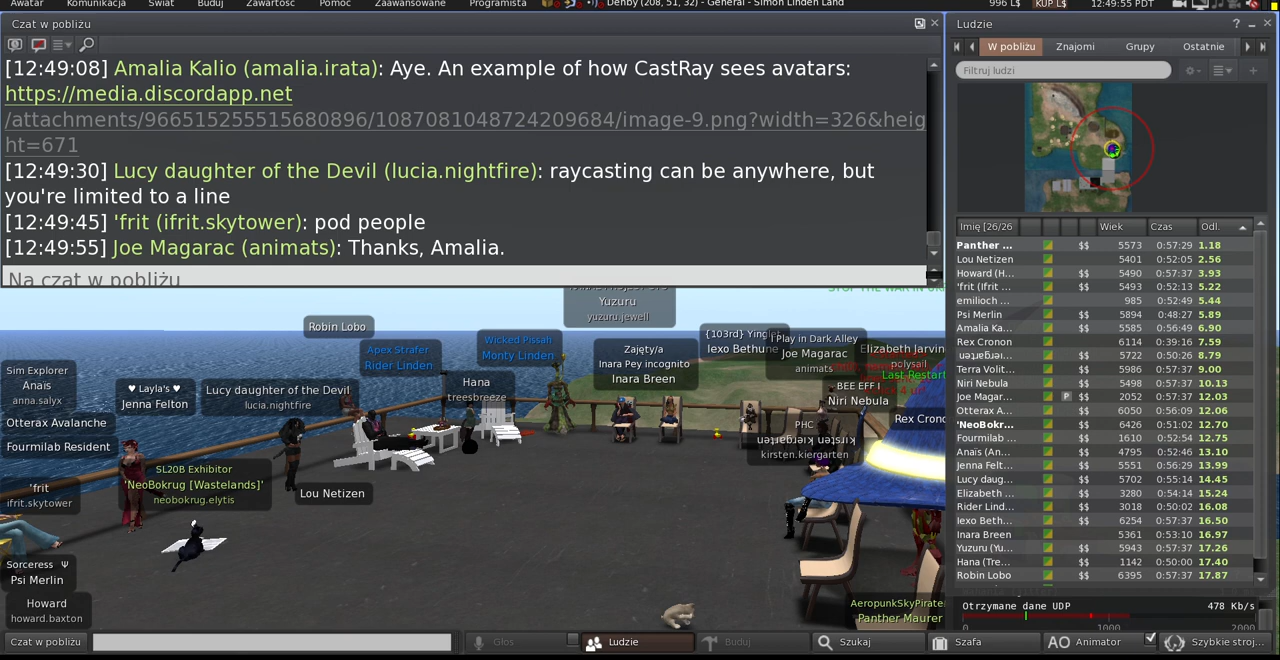 Awatar Komunikacja Świat Buduj Zawartość Pomoc Zaawansowane Programista Denby (208, 51, 32) - General - Simon Linden Land 996 L$ KUP L$ 12:49:55 PDT
Czat w pobliżu
[12:49:08] Amalia Kalio (amalia.irata): Aye. An example of how CastRay sees avatars:
https://media.discordapp.net
/attachments/966515255515680896/1087081048724209684/image-9.png?width=326&heig
ht=671
[12:49:30] Lucy daughter of the Devil (lucia.nightfire): raycasting can be anywhere, but
you're limited to a line
[12:49:45] 'frit (ifrit.skytower): pod people
[12:49:55] Joe Magarac (animats): Thanks, Amalia.
Na czat w pobliżu
Yuzuru
yuzuru.jewell
Robin Lobo
Apex Strafer
Rider Linden
Wicked Pissah
Monty Linden
Zajęty/a
Inara Pey incognito
Inara Breen
{103rd} Yingle
Iexo Bethune
I Play in Dark Alley
Joe Magarac
animats
Elizabeth Jarvin
polysail
Last Restart
BEE EFF I
Niri Nebula
Rex Crono
PHC
kirsten.kiergarten
Sim Explorer
Anaïs
anna.salyx
♥ Layla's ♥
Jenna Felton
Lucy daughter of the Devil
lucia.nightfire
Hana
treesbreeze
Otterax Avalanche
Fourmilab Resident
'frit
ifrit.skytower
SL20B Exhibitor
'NeoBokrug [Wastelands]'
neobokrug.elytis
Lou Netizen
Sorceress Ψ
Psi Merlin
Howard
howard.baxton
AeropunkSkyPirate
Panther Maurer
Czat w pobliżu Głos Ludzie Buduj Szukaj Szafa AO Animator Szybkie stroj...
Ludzie
W pobliżu Znajomi Grupy Ostatnie
Filtruj ludzi
Imię [26/26 Wiek Czas Odl.
Panther ... $$ 5573 0:57:29 1.18
Lou Netizen 5401 0:52:05 2.56
Howard (H... $$ 5490 0:57:37 3.93
'frit (Ifrit ... $$ 5493 0:52:13 5.22
emilioch ... 985 0:52:49 5.44
Psi Merlin $$ 5894 0:48:27 5.89
Amalia Ka... $$ 5585 0:56:49 6.90
Rex Cronon 6114 0:39:16 7.59
$$ 5722 0:50:26 8.79
Terra Volit... $$ 5986 0:57:37 9.00
Niri Nebula $$ 5498 0:57:37 10.13
Joe Magar... P $$ 2052 0:57:37 12.03
Otterax A... $$ 6050 0:56:09 12.06
'NeoBokr... $$ 6426 0:51:02 12.70
Fourmilab ... $$ 1610 0:52:54 12.75
Anaïs (An... $$ 4795 0:52:46 13.10
Jenna Felt... $$ 5551 0:56:29 13.99
Lucy daug... $$ 5702 0:55:14 14.45
Elizabeth ... $$ 3280 0:54:14 15.24
Rider Lind... $$ 3018 0:50:02 16.08
Iexo Beth... $$ 6254 0:57:37 16.50
Inara Breen 5361 0:53:10 16.97
Yuzuru (Yu... $$ 5943 0:57:37 17.26
Hana (Tre... $$ 1142 0:50:00 17.40
Robin Lobo $$ 6395 0:57:37 17.87
Otrzymane dane UDP 478 Kb/s
0 1000 2000